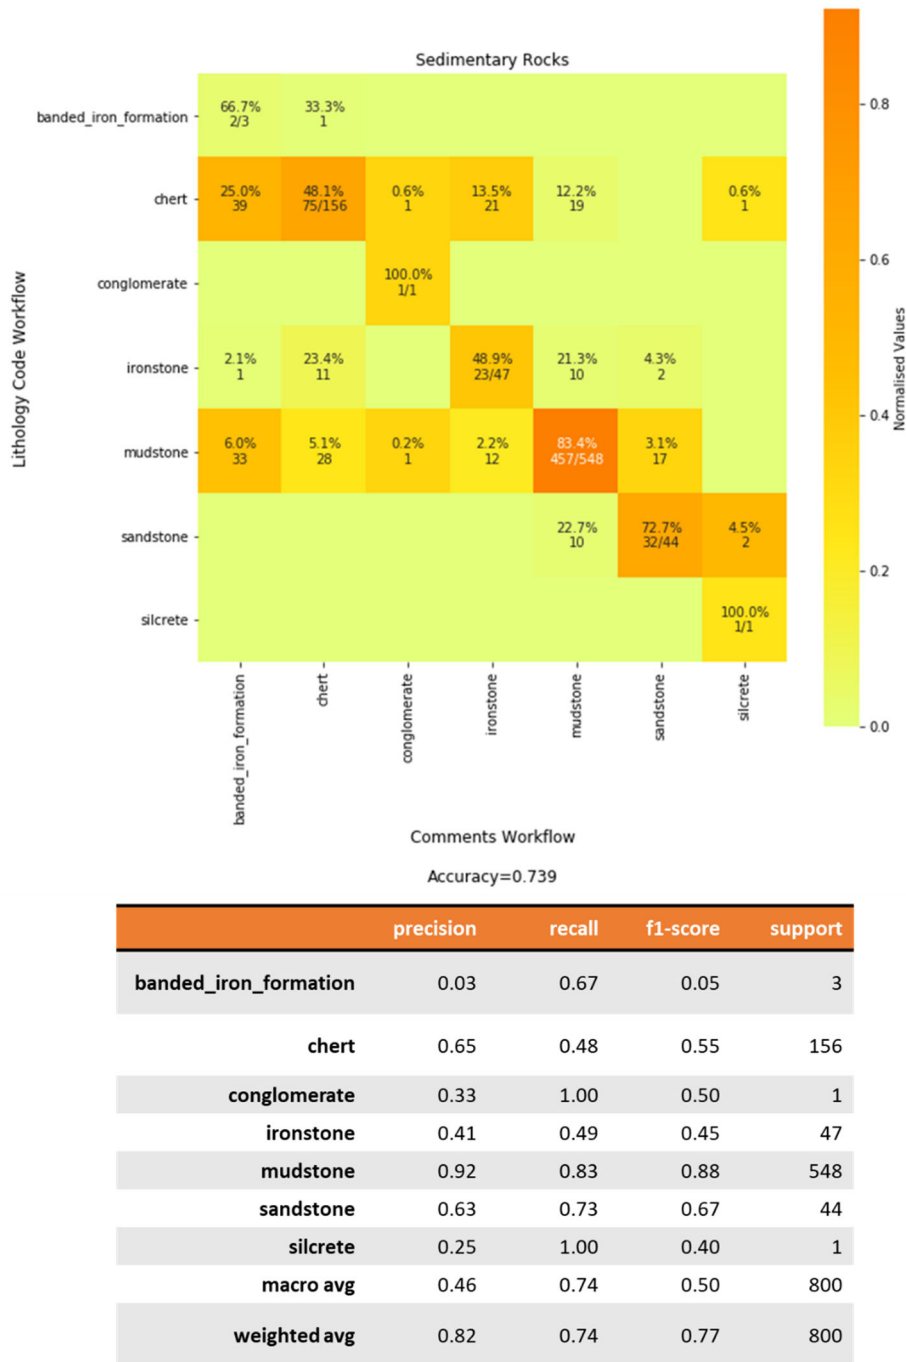 Sedimentary Rocks
banded_iron_formation
66.7% 33.3%
2/3 1
chert
25.0% 48.1% 0.6% 13.5% 12.2% 0.6%
39 75/156 1 21 19 1
conglomerate
100.0%
1/1
ironstone
2.1% 23.4% 48.9% 21.3% 4.3%
1 11 23/47 10 2
mudstone
6.0% 5.1% 0.2% 2.2% 83.4% 3.1%
33 28 1 12 457/548 17
sandstone
22.7% 72.7% 4.5%
10 32/44 2
silcrete
100.0%
1/1
Lithology Code Workflow
banded_iron_formation
chert
conglomerate
ironstone
mudstone
sandstone
silcrete
Comments Workflow
Accuracy=0.739
0.8
0.6
0.4
0.2
0.0
Normalised Values
precision recall f1-score support
banded_iron_formation 0.03 0.67 0.05 3
chert 0.65 0.48 0.55 156
conglomerate 0.33 1.00 0.50 1
ironstone 0.41 0.49 0.45 47
mudstone 0.92 0.83 0.88 548
sandstone 0.63 0.73 0.67 44
silcrete 0.25 1.00 0.40 1
macro avg 0.46 0.74 0.50 800
weighted avg 0.82 0.74 0.77 800